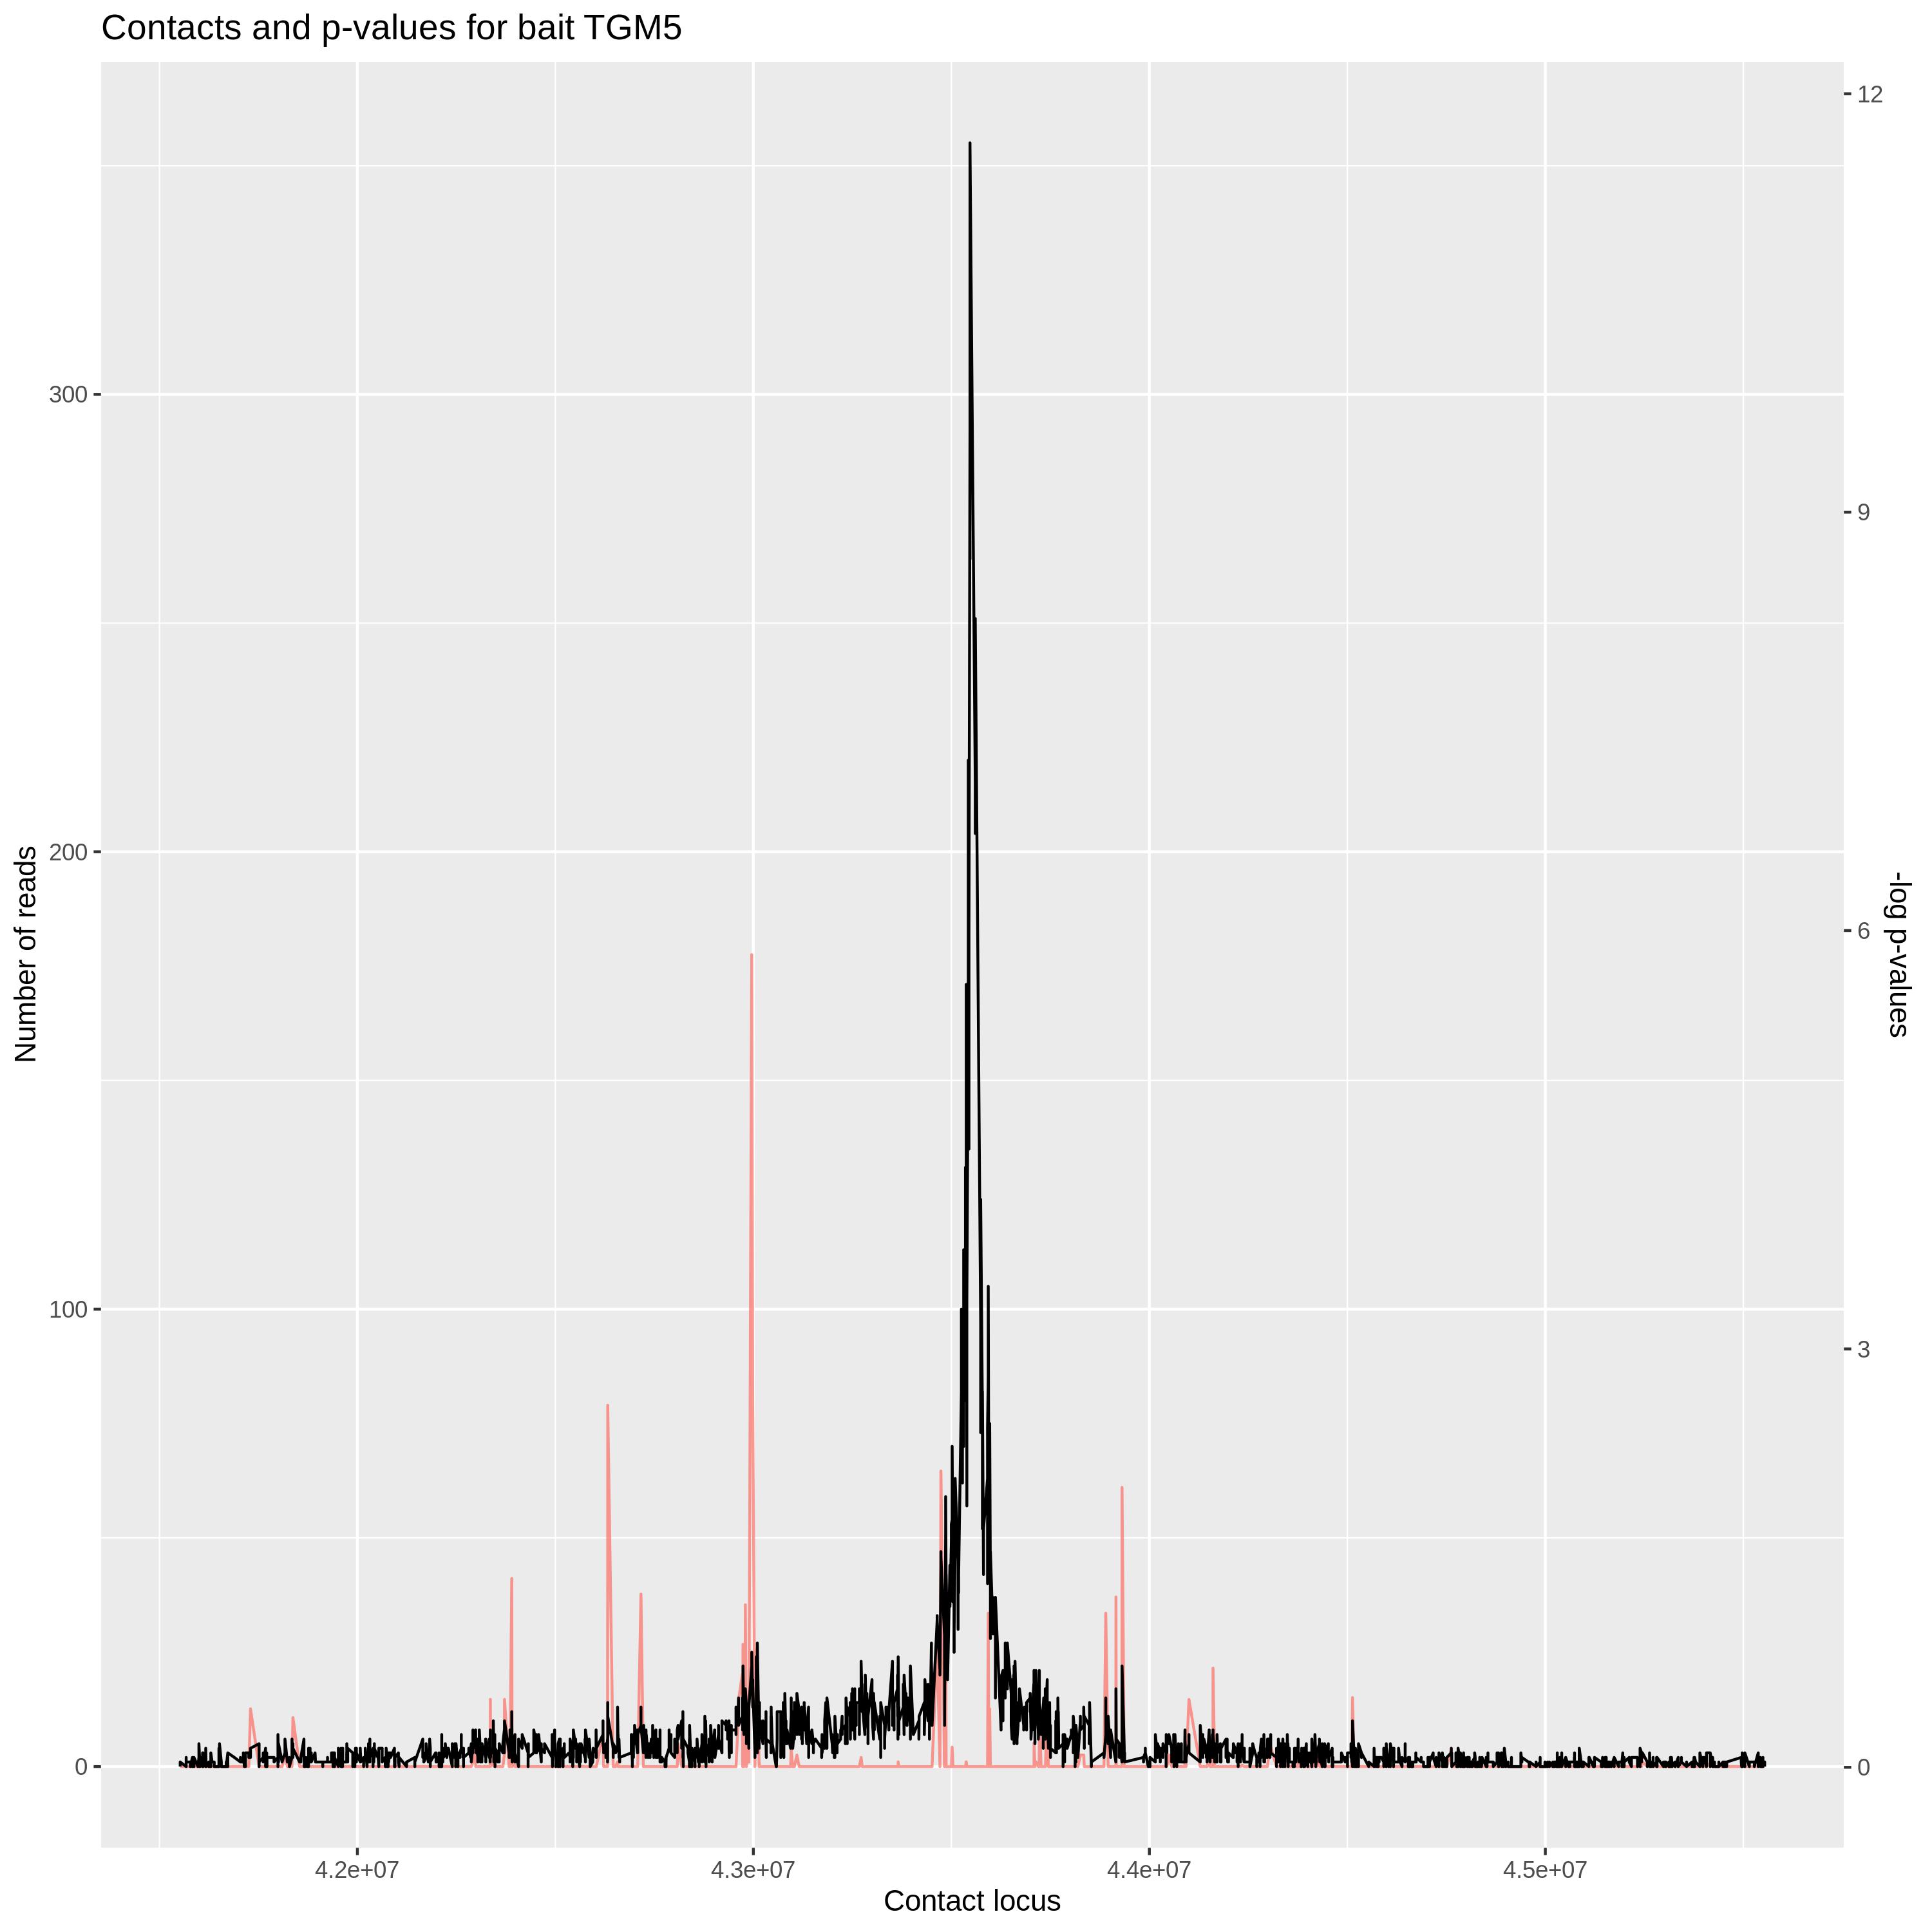 Contacts and p-values for bait TGM5
12
300
9
200
6
Number of reads
-log p-values
100
3
0
0
4.2e+07
4.3e+07
4.4e+07
4.5e+07
Contact locus